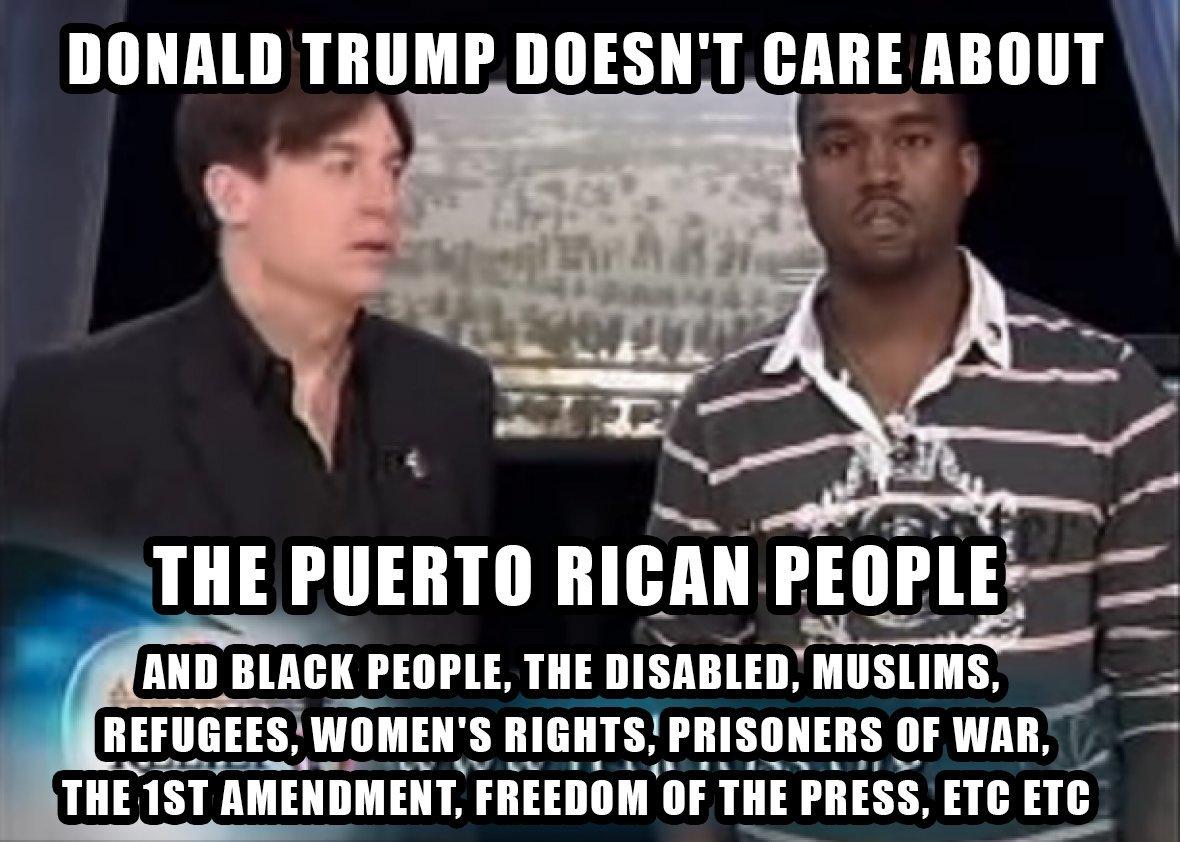 DONALD TRUMP DOESN'T CARE ABOUT
THE PUERTO RICAN PEOPLE
AND BLACK PEOPLE, THE DISABLED, MUSLIMS,
REFUGEES, WOMEN'S RIGHTS, PRISONERS OF WAR,
THE 1ST AMENDMENT, FREEDOM OF THE PRESS, ETC ETC